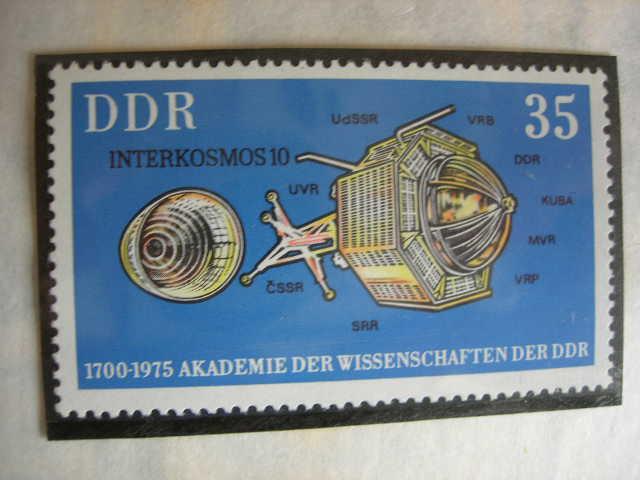 DDR
35
UdSSR
VRB
INTERKOSMOS 10
DDR
UVR
KUBA
MVR
VRP
ČSSR
SRR
1700-1975 AKADEMIE DER WISSENSCHAFTEN DER DDR